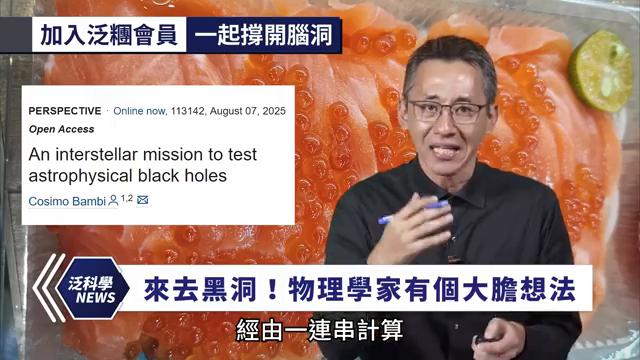 加入泛糰會員 一起撐開腦洞
PERSPECTIVE · Online now, 113142, August 07, 2025
Open Access
An interstellar mission to test
astrophysical black holes
Cosimo Bambi 1,2
泛科學
NEWS
來去黑洞！物理學家有個大膽想法
經由一連串計算